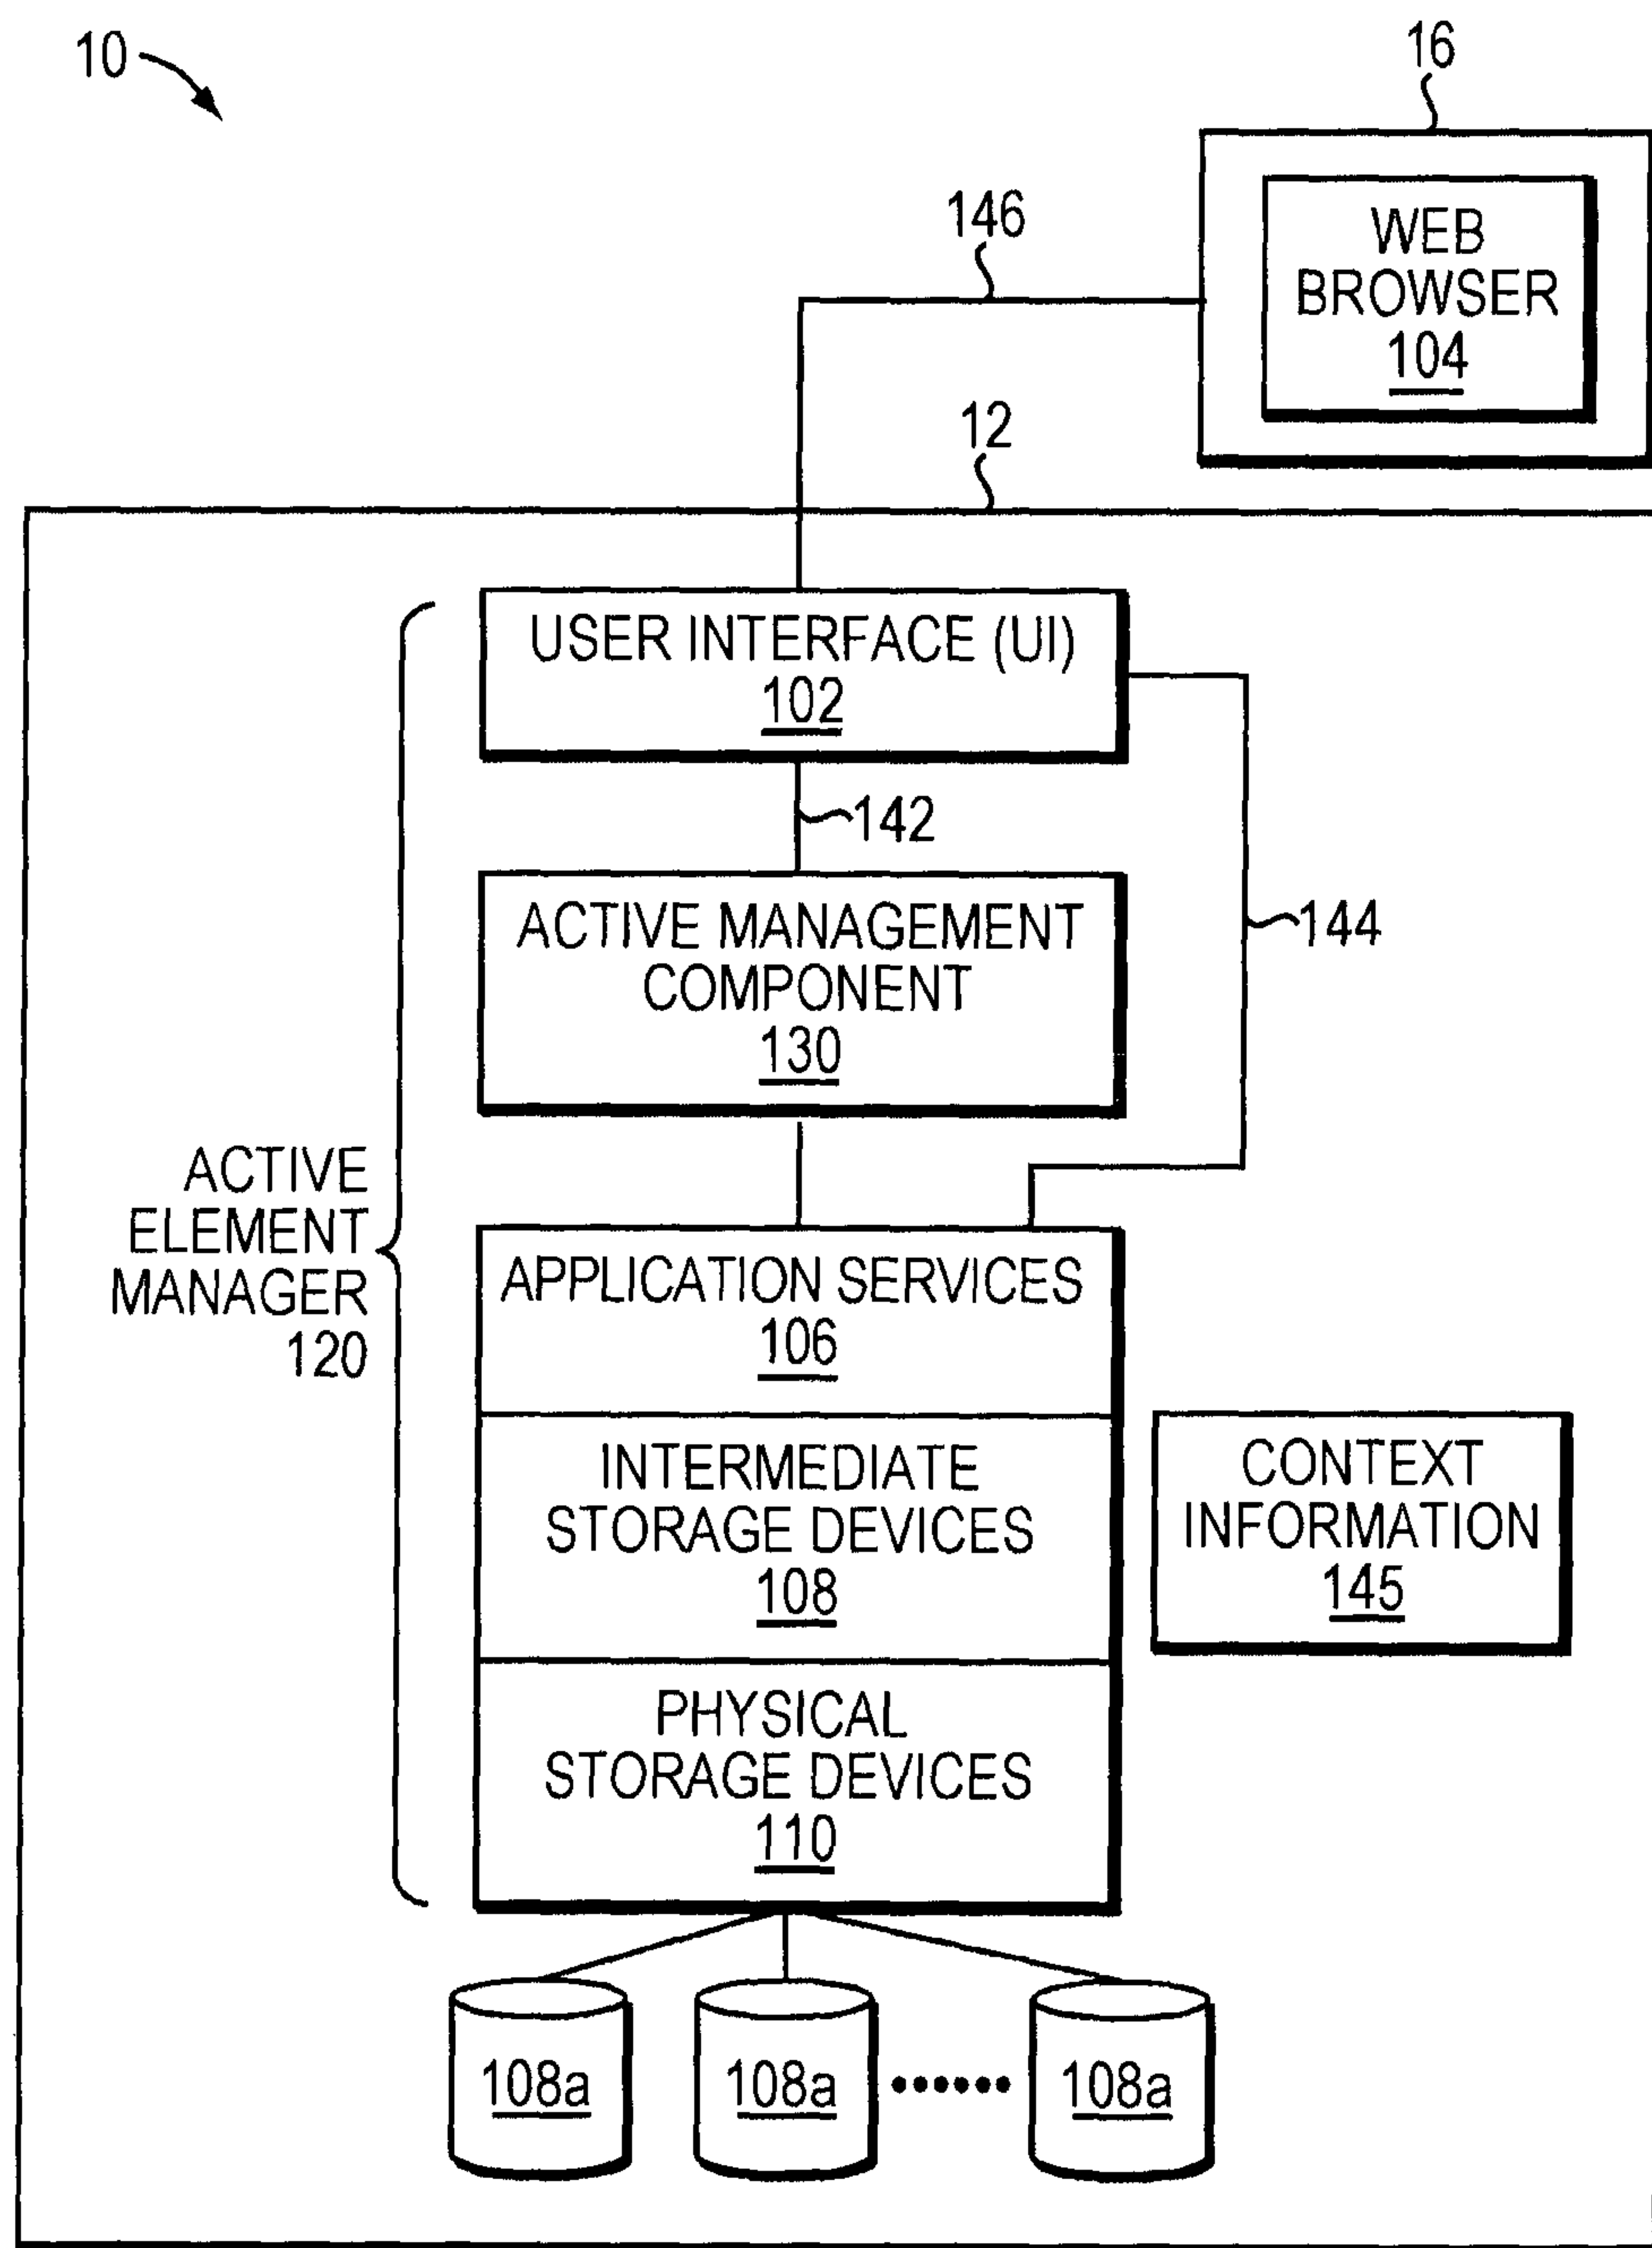 10
16
WEB
BROWSER
104
146
12
USER INTERFACE (UI)
102
142
ACTIVE MANAGEMENT
COMPONENT
130
144
ACTIVE
ELEMENT
MANAGER
120
APPLICATION SERVICES
106
INTERMEDIATE
STORAGE DEVICES
108
CONTEXT
INFORMATION
145
PHYSICAL
STORAGE DEVICES
110
108a 108a 108a